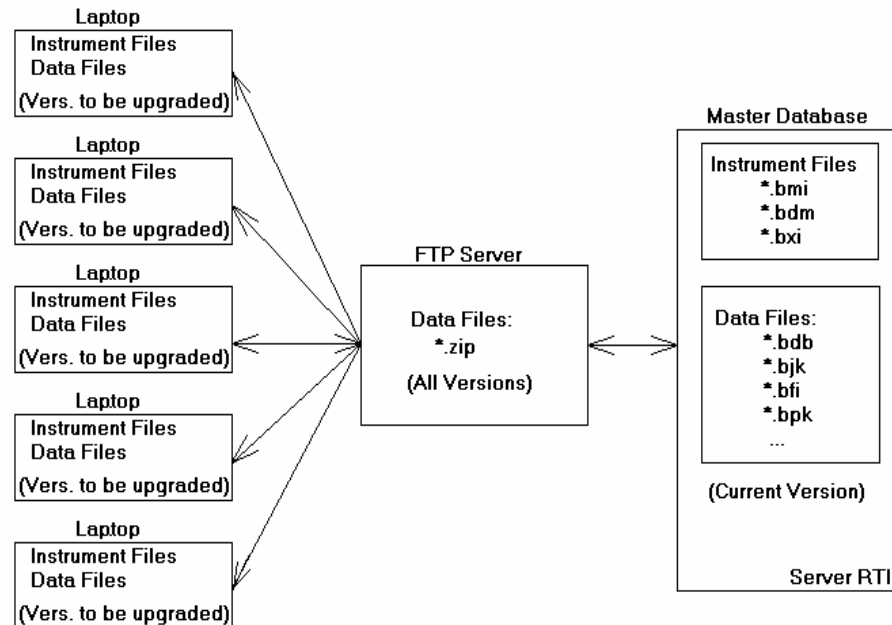 Laptop
Instrument Files
Data Files
(Vers. to be upgraded)
Laptop
Instrument Files
Data Files
(Vers. to be upgraded)
Laptop
Instrument Files
Data Files
(Vers. to be upgraded)
Laptop
Instrument Files
Data Files
(Vers. to be upgraded)
Laptop
Instrument Files
Data Files
(Vers. to be upgraded)
FTP Server
Data Files:
*.zip
(All Versions)
Master Database
Instrument Files
*.bmi
*.bdm
*.bxi
Data Files:
*.bdb
*.bjk
*.bfi
*.bpk
...
(Current Version)
Server RTI